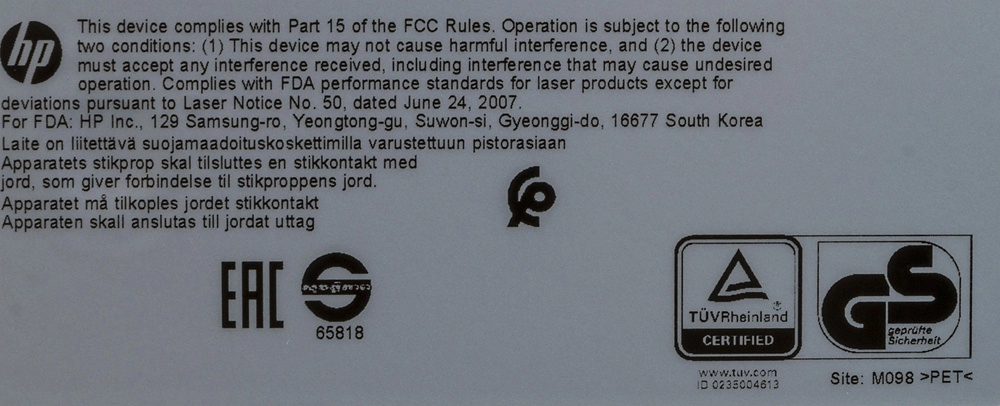 hp
This device complies with Part 15 of the FCC Rules. Operation is subject to the following
two conditions: (1) This device may not cause harmful interference, and (2) the device
must accept any interference received, including interference that may cause undesired
operation. Complies with FDA performance standards for laser products except for
deviations pursuant to Laser Notice No. 50, dated June 24, 2007.
For FDA: HP Inc., 129 Samsung-ro, Yeongtong-gu, Suwon-si, Gyeonggi-do, 16677 South Korea
Laite on liitettävä suojamaadoituskoskettimilla varustettuun pistorasiaan
Apparatets stikprop skal tilsluttes en stikkontakt med
jord, som giver forbindelse til stikproppens jord.
Apparatet må tilkoples jordet stikkontakt
Apparaten skall anslutas till jordat uttag
EAC
65818
TÜVRheinland
CERTIFIED
www.tuv.com
ID 0235004613
GS
geprüfte
Sicherheit
Site: M098 >PET<